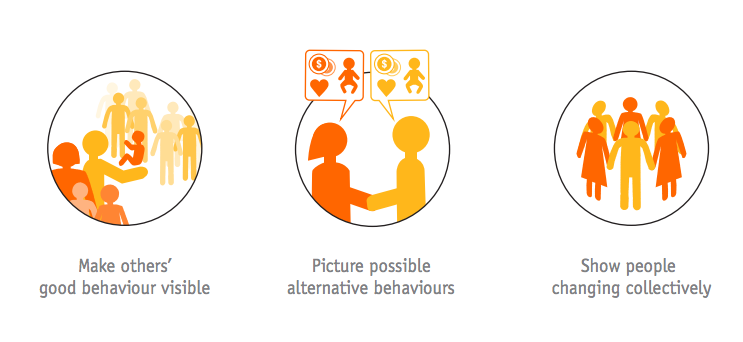 $
$
Make others’
good behaviour visible
Picture possible
alternative behaviours
Show people
changing collectively